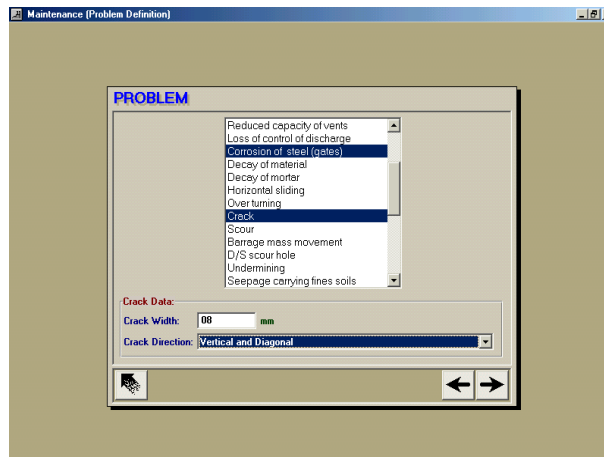 Maintenance (Problem Definition)
PROBLEM
Reduced capacity of vents
Loss of control of discharge
Corrosion of steel (gates)
Decay of material
Decay of mortar
Horizontal sliding
Over turning
Crack
Scour
Barrage mass movement
D/S scour hole
Undermining
Seepage carrying fines soils
Crack Data:
Crack Width: 08 mm
Crack Direction: Vertical and Diagonal